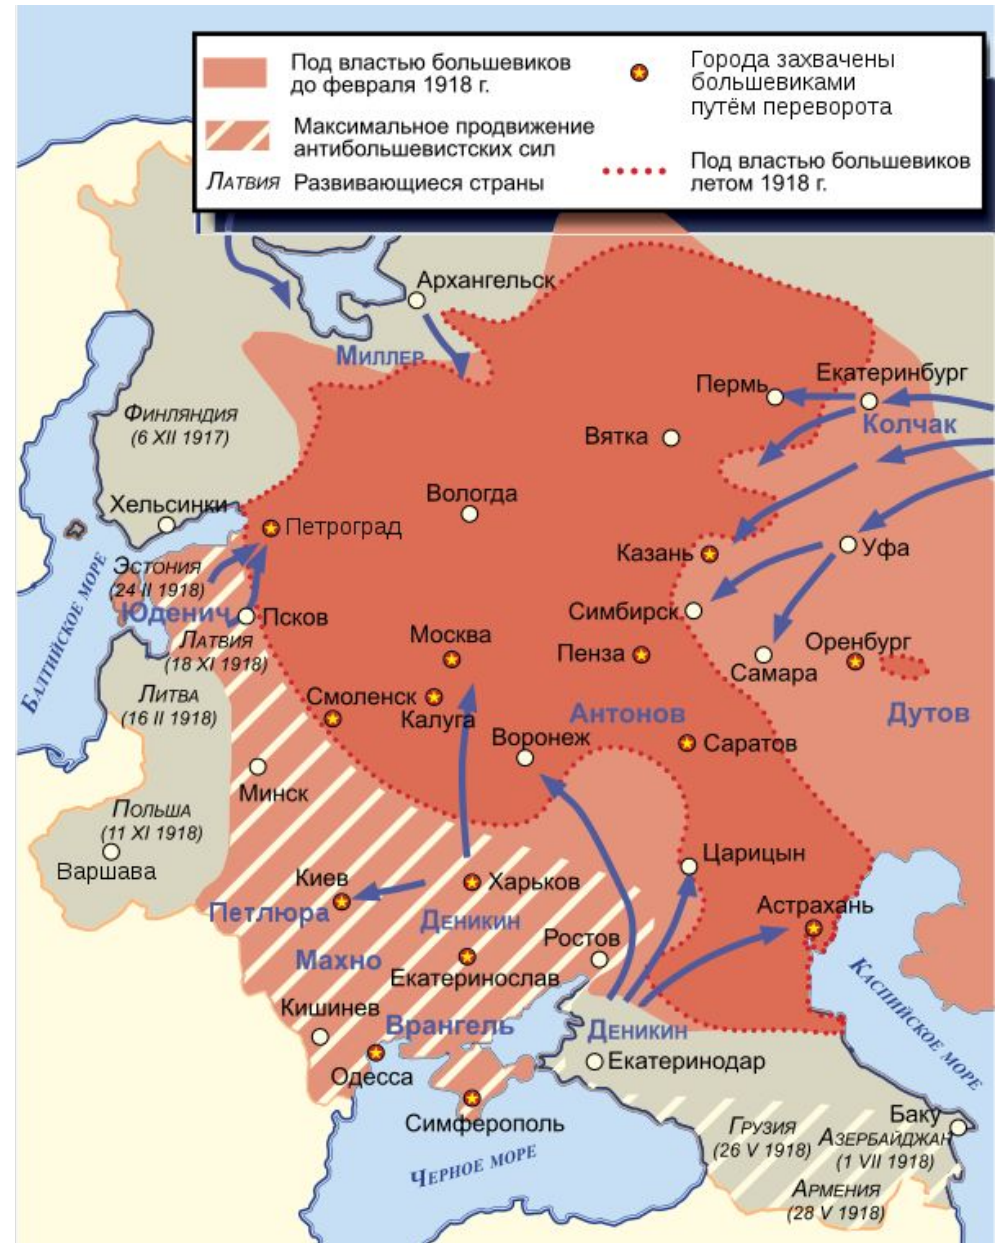 Под властью большевиков
до февраля 1918 г.
Максимальное продвижение
антибольшевистских сил
Латвия Развивающиеся страны
Города захвачены
большевиками
путём переворота
Под властью большевиков
летом 1918 г.
Архангельск
Миллер
Пермь
Екатеринбург
Колчак
Финляндия
(6 XII 1917)
Вятка
Вологда
Хельсинки
Петроград
Казань
Уфа
Эстония
(24 II 1918)
Юденич
Псков
Симбирск
Латвия
(18 XI 1918)
Москва
Пенза
Оренбург
Самара
Балтийское море
Литва
(16 II 1918)
Смоленск
Калуга
Антонов
Дутов
Воронеж
Саратов
Минск
Польша
(11 XI 1918)
Варшава
Царицын
Киев
Харьков
Петлюра
Деникин
Астрахань
Ростов
Махно
Екатеринослав
Каспийское море
Кишинев
Врангель
Деникин
Одесса
Екатеринодар
Симферополь
Баку
Грузия
(26 V 1918)
Азербайджан
(1 VII 1918)
Черное море
Армения
(28 V 1918)